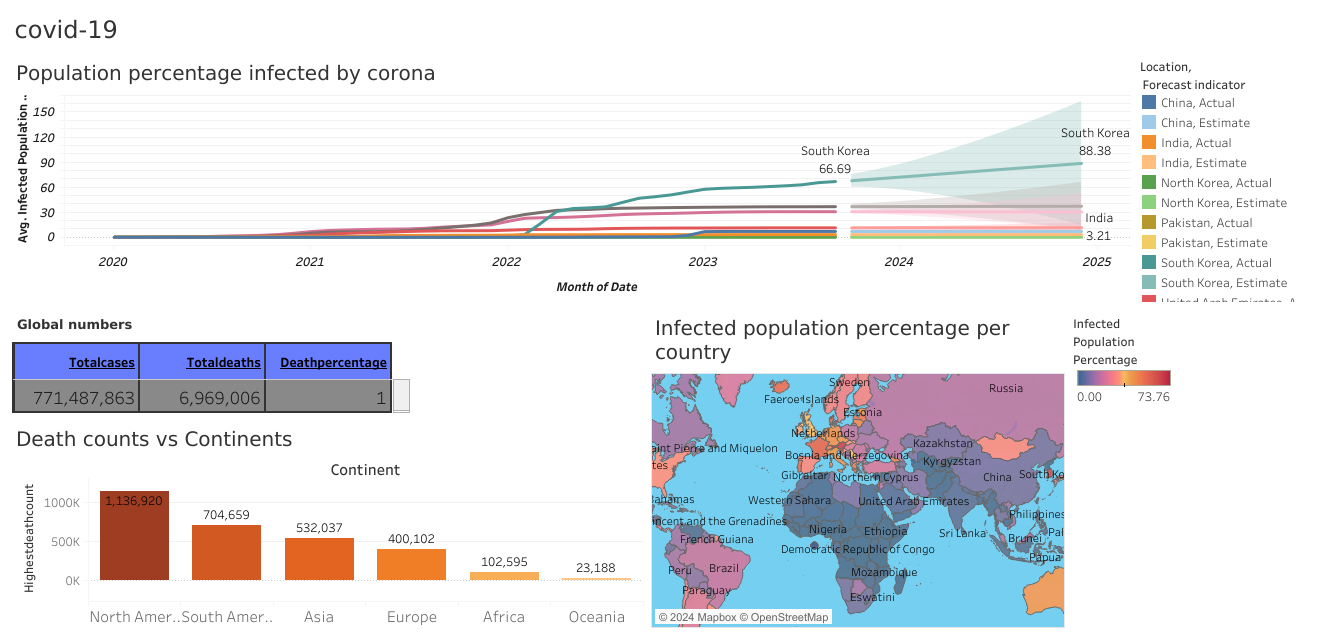 covid-19
Population percentage infected by corona
Avg. Infected Population ..
150
120
90
60
30
0
South Korea
66.69
South Korea
88.38
India
3.21
2020 2021 2022 2023 2024 2025
Month of Date
Location,
Forecast indicator
China, Actual
China, Estimate
India, Actual
India, Estimate
North Korea, Actual
North Korea, Estimate
Pakistan, Actual
Pakistan, Estimate
South Korea, Actual
South Korea, Estimate
United Arab Emirates, A
Global numbers
Totalcases Totaldeaths Deathpercentage
771,487,863 6,969,006 1
Death counts vs Continents
Continent
Highestdeathcount
1000K
500K
0K
1,136,920
704,659
532,037
400,102
102,595
23,188
North Amer.. South Amer.. Asia Europe Africa Oceania
Infected population percentage per
country
Sweden
Russia
Faeroe Islands
Estonia
Netherlands
Kazakhstan
aint Pierre and Miquelon
Bosnia and Herzegovina
Kyrgyzstan
tes
Gibraltar
Northern Cyprus
China
South Ko
Bahamas
Western Sahara
United Arab Emirates
incent and the Grenadines
Philippines
Nigeria
Ethiopia
Sri Lanka
Brunei
Pal
French Guiana
Democratic Republic of Congo
Papua
Peru
Brazil
Mozambique
Paraguay
Eswatini
© 2024 Mapbox © OpenStreetMap
Infected
Population
Percentage
0.00 73.76